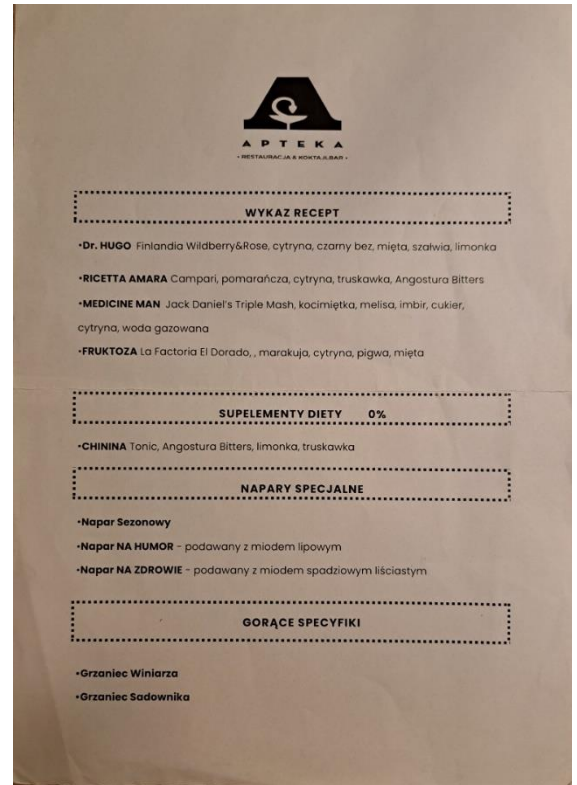 APTEKA
• RESTAURACJA & KOKTAJLBAR •
WYKAZ RECEPT
•Dr. HUGO Finlandia Wildberry&Rose, cytryna, czarny bez, mięta, szałwia, limonka
•RICETTA AMARA Campari, pomarańcza, cytryna, truskawka, Angostura Bitters
•MEDICINE MAN Jack Daniel's Triple Mash, kocimiętka, melisa, imbir, cukier,
cytryna, woda gazowana
•FRUKTOZA La Factoria El Dorado, , marakuja, cytryna, pigwa, mięta
SUPELEMENTY DIETY 0%
•CHININA Tonic, Angostura Bitters, limonka, truskawka
NAPARY SPECJALNE
•Napar Sezonowy
•Napar NA HUMOR - podawany z miodem lipowym
•Napar NA ZDROWIE - podawany z miodem spadziowym liściastym
GORĄCE SPECYFIKI
•Grzaniec Winiarza
•Grzaniec Sadownika